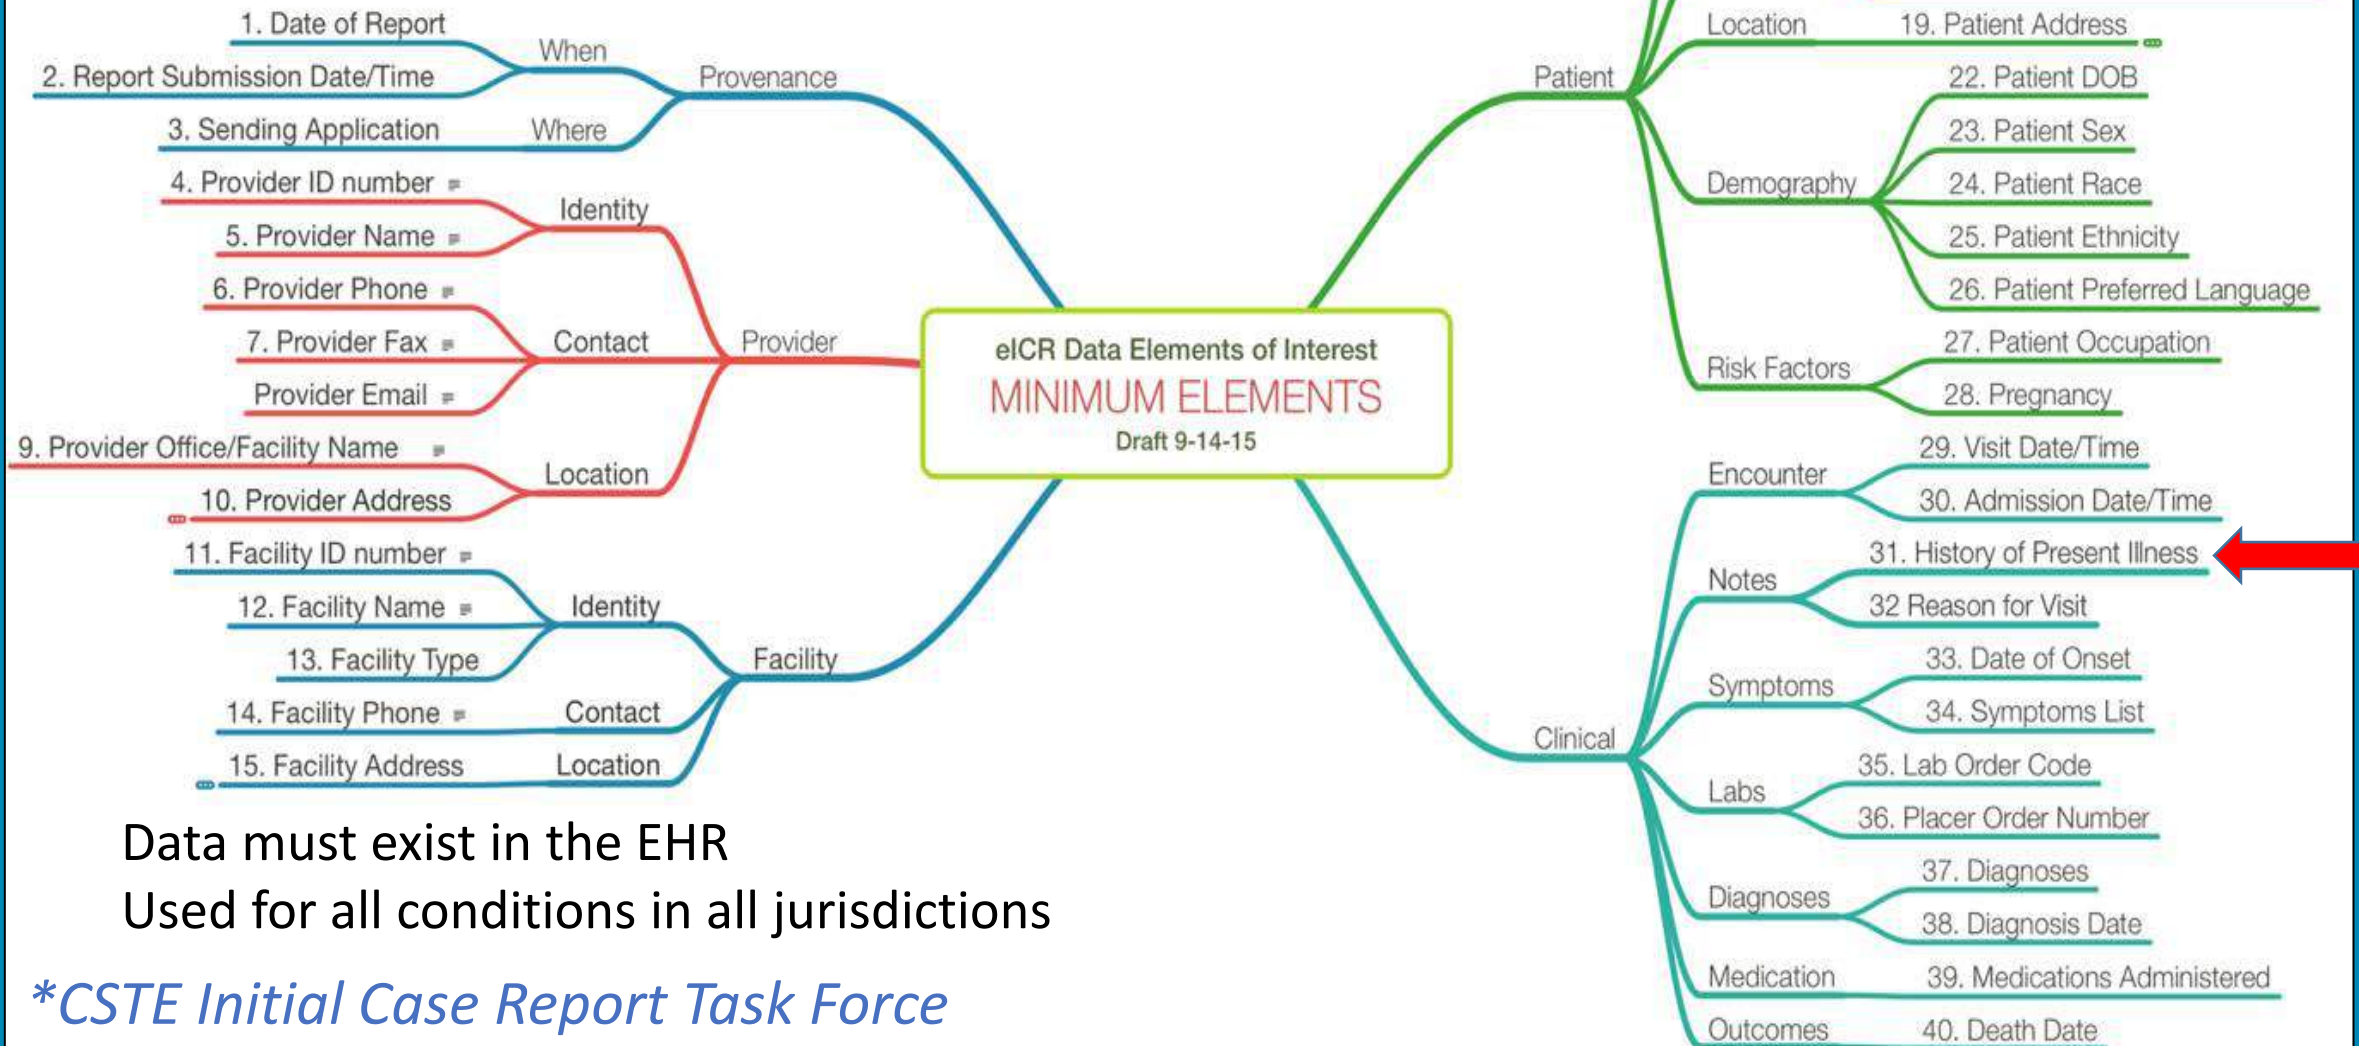 1. Date of Report
When
2. Report Submission Date/Time
Provenance
3. Sending Application
Where
4. Provider ID number
Identity
5. Provider Name
6. Provider Phone
7. Provider Fax
Contact
Provider
Provider Email
9. Provider Office/Facility Name
Location
10. Provider Address
11. Facility ID number
12. Facility Name
Identity
13. Facility Type
Facility
14. Facility Phone
Contact
15. Facility Address
Location
eICR Data Elements of Interest
MINIMUM ELEMENTS
Draft 9-14-15
Patient
Location
19. Patient Address
22. Patient DOB
23. Patient Sex
Demography
24. Patient Race
25. Patient Ethnicity
26. Patient Preferred Language
27. Patient Occupation
Risk Factors
28. Pregnancy
29. Visit Date/Time
Encounter
30. Admission Date/Time
31. History of Present Illness
Notes
32 Reason for Visit
33. Date of Onset
Symptoms
34. Symptoms List
Clinical
35. Lab Order Code
Labs
36. Placer Order Number
37. Diagnoses
Diagnoses
38. Diagnosis Date
Medication
39. Medications Administered
Outcomes
40. Death Date
Data must exist in the EHR
Used for all conditions in all jurisdictions
*CSTE Initial Case Report Task Force